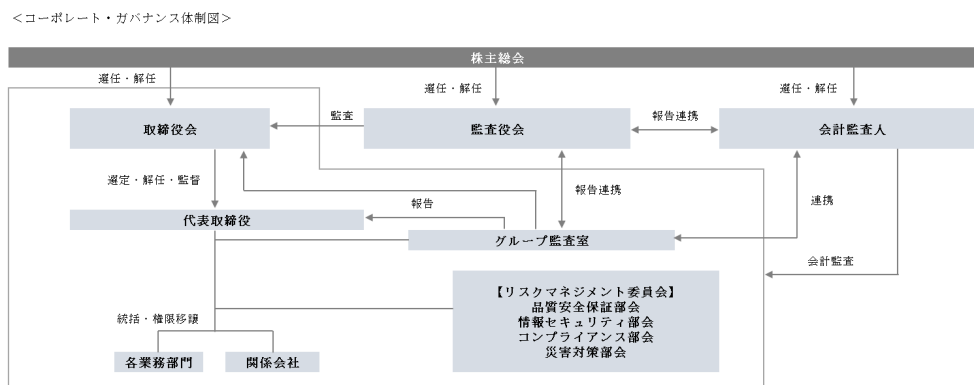 ＜コーポレート・ガバナンス体制図＞
株主総会
選任・解任
選任・解任
選任・解任
取締役会
監査
監査役会
報告連携
会計監査人
選定・解任・監督
報告連携
連携
報告
代表取締役
グループ監査室
会計監査
【リスクマネジメント委員会】
品質安全保証部会
情報セキュリティ部会
コンプライアンス部会
災害対策部会
統括・権限移譲
各業務部門
関係会社